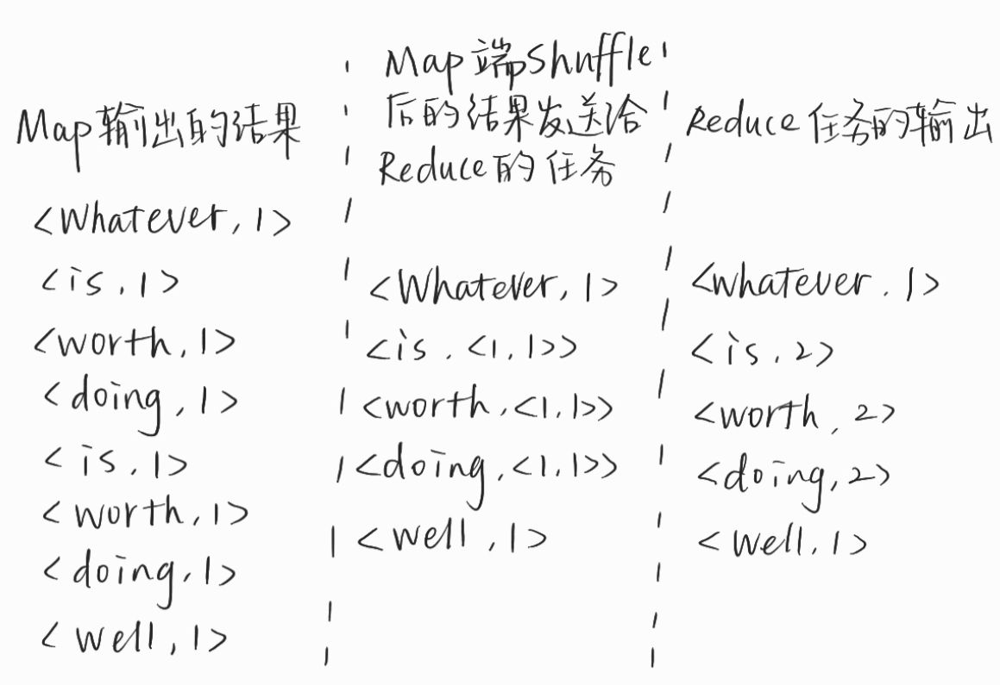 Map输出的结果
<Whatever, 1>
<is, 1>
<worth, 1>
<doing, 1>
<is, 1>
<worth, 1>
<doing, 1>
<well, 1>
Map端Shuffle
后的结果发送给
Reduce的任务
<Whatever, 1>
<is, <1, 1>>
<worth, <1, 1>>
<doing, <1, 1>>
<well, 1>
Reduce任务的输出
<whatever, 1>
<is, 2>
<worth, 2>
<doing, 2>
<well, 1>